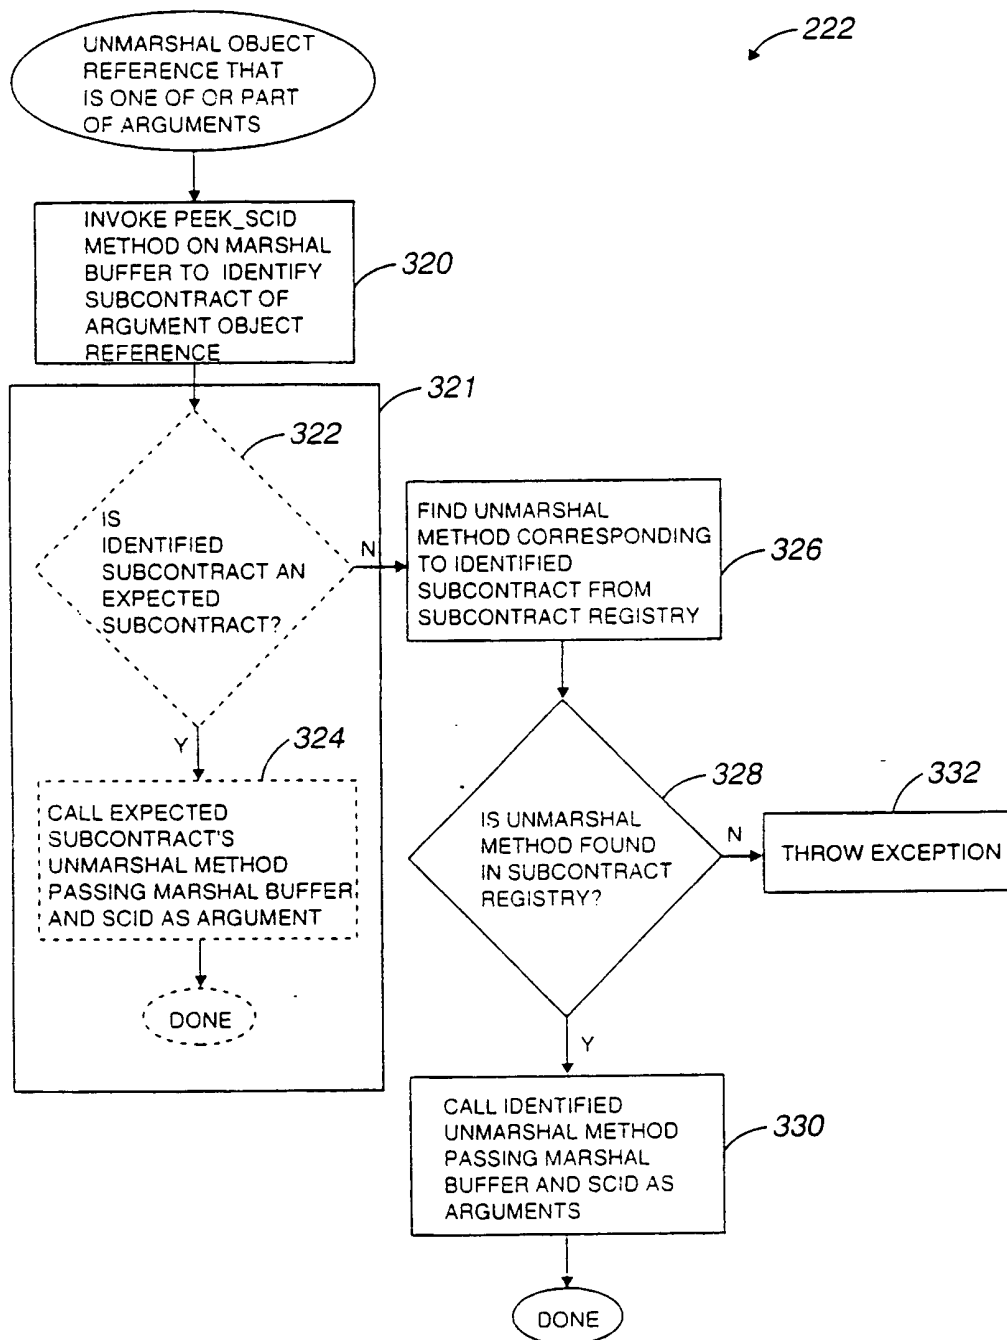 222
UNMARSHAL OBJECT
REFERENCE THAT
IS ONE OF OR PART
OF ARGUMENTS
INVOKE PEEK_SCID
METHOD ON MARSHAL
BUFFER TO IDENTIFY
SUBCONTRACT OF
ARGUMENT OBJECT
REFERENCE
320
321
322
IS
IDENTIFIED
SUBCONTRACT AN
EXPECTED
SUBCONTRACT?
N
Y
324
CALL EXPECTED
SUBCONTRACT'S
UNMARSHAL METHOD
PASSING MARSHAL BUFFER
AND SCID AS ARGUMENT
DONE
FIND UNMARSHAL
METHOD CORRESPONDING
TO IDENTIFIED
SUBCONTRACT FROM
SUBCONTRACT REGISTRY
326
328
IS UNMARSHAL
METHOD FOUND
IN SUBCONTRACT
REGISTRY?
N
332
THROW EXCEPTION
Y
CALL IDENTIFIED
UNMARSHAL METHOD
PASSING MARSHAL
BUFFER AND SCID AS
ARGUMENTS
330
DONE